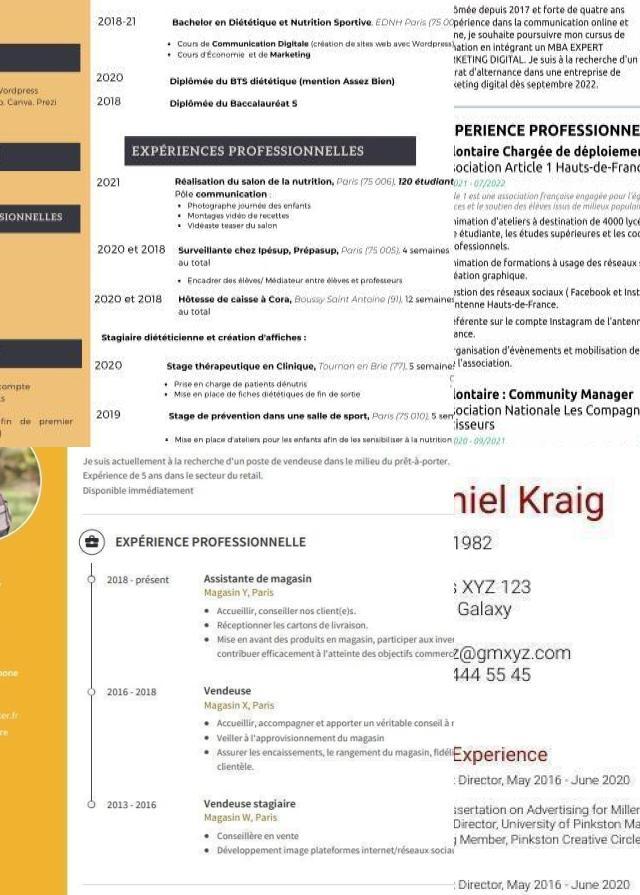 2018-21 Bachelor en Diététique et Nutrition Sportive, EDNH Paris (75 00
Cours de Communication Digitale (création de sites web avec Wordpress)
Cours d'Économie et de Marketing
2020 Diplômée du BTS diététique (mention Assez Bien)
2018 Diplômée du Baccalauréat S
Wordpress
Canva, Prezi
EXPÉRIENCES PROFESSIONNELLES
SIONNELLES
2021 Réalisation du salon de la nutrition, Paris (75 006), 120 étudiant
Pôle communication :
Photographe journée des enfants
Montages vidéo de recettes
Vidéaste teaser du salon
2020 et 2018 Surveillante chez Ipésup, Prépasup, Paris (75 005), 4 semaines
au total
Encadrer des élèves/ Médiateur entre élèves et professeurs
2020 et 2018 Hôtesse de caisse à Cora, Boussy Saint Antoine (91), 12 semaines
au total
Stagiaire diététicienne et création d'affiches :
2020 Stage thérapeutique en Clinique, Tournan en Brie (77), 5 semaine
Prise en charge de patients dénutris
Mise en place de fiches diététiques de fin de sortie
compte
fin de premier
2019 Stage de prévention dans une salle de sport, Paris (75 010), 5 sem
Mise en place d'ateliers pour les enfants afin de les sensibiliser à la nutrition
ômée depuis 2017 et forte de quatre ans
périence dans la communication online et
ne, je souhaite poursuivre mon cursus de
ation en intégrant un MBA EXPERT
KETING DIGITAL. Je suis à la recherche d'un
rat d'alternance dans une entreprise de
keting digital dès septembre 2022.
PERIENCE PROFESSIONNE
lontaire Chargée de déploiemen
sociation Article 1 Hauts-de-Franc
021 - 07/2022
le 1 est une association française engagée pour l'ég
ces et le soutien des élèves issus de milieux populai
nimation d'ateliers à destination de 4000 lycé
e étudiante, les études supérieures et les coo
ofessionnels.
nimation de formations à usage des réseaux s
éation graphique.
estion des réseaux sociaux ( Facebook et Inst
ntenne Hauts-de-France.
éférente sur le compte Instagram de l'antenn
ance.
rganisation d'évènements et mobilisation de
l'association.
lontaire : Community Manager
sociation Nationale Les Compagn
tisseurs
020 - 09/2021
Je suis actuellement à la recherche d'un poste de vendeuse dans le milieu du prêt-à-porter.
Expérience de 5 ans dans le secteur du retail.
Disponible immédiatement
EXPÉRIENCE PROFESSIONNELLE
2018 - présent Assistante de magasin
Magasin Y, Paris
Accueillir, conseiller nos client(e)s.
Réceptionner les cartons de livraison.
Mise en avant des produits en magasin, participer aux inver
contribuer efficacement à l'atteinte des objectifs commerc
2016 - 2018 Vendeuse
Magasin X, Paris
Accueillir, accompagner et apporter un véritable conseil à n
Veiller à l'approvisionnement du magasin
Assurer les encaissements, le rangement du magasin, fidéli
clientèle.
2013 - 2016 Vendeuse stagiaire
Magasin W, Paris
Conseillère en vente
Développement image plateformes internet/réseaux sociau
hone
ter.fr
re
niel Kraig
1982
s XYZ 123
Galaxy
z@gmxyz.com
444 55 45
Experience
: Director, May 2016 - June 2020
ssertation on Advertising for Miller
Director, University of Pinkston Ma
g Member, Pinkston Creative Circle
: Director, May 2016 - June 2020